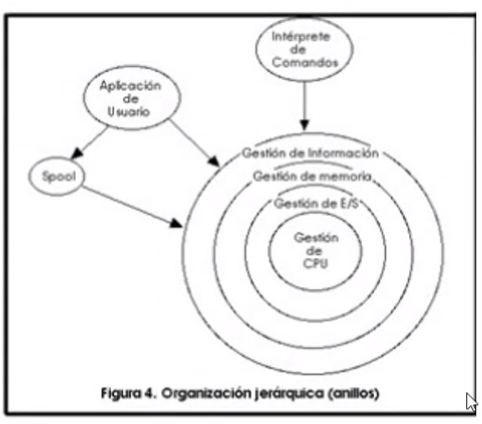 Intérprete
de
Comandos
Aplicación
de
Usuario
Spool
Gestión de Información
Gestión de memoria
Gestión de E/S
Gestión
de
CPU
Figura 4. Organización jerárquica (anillos)